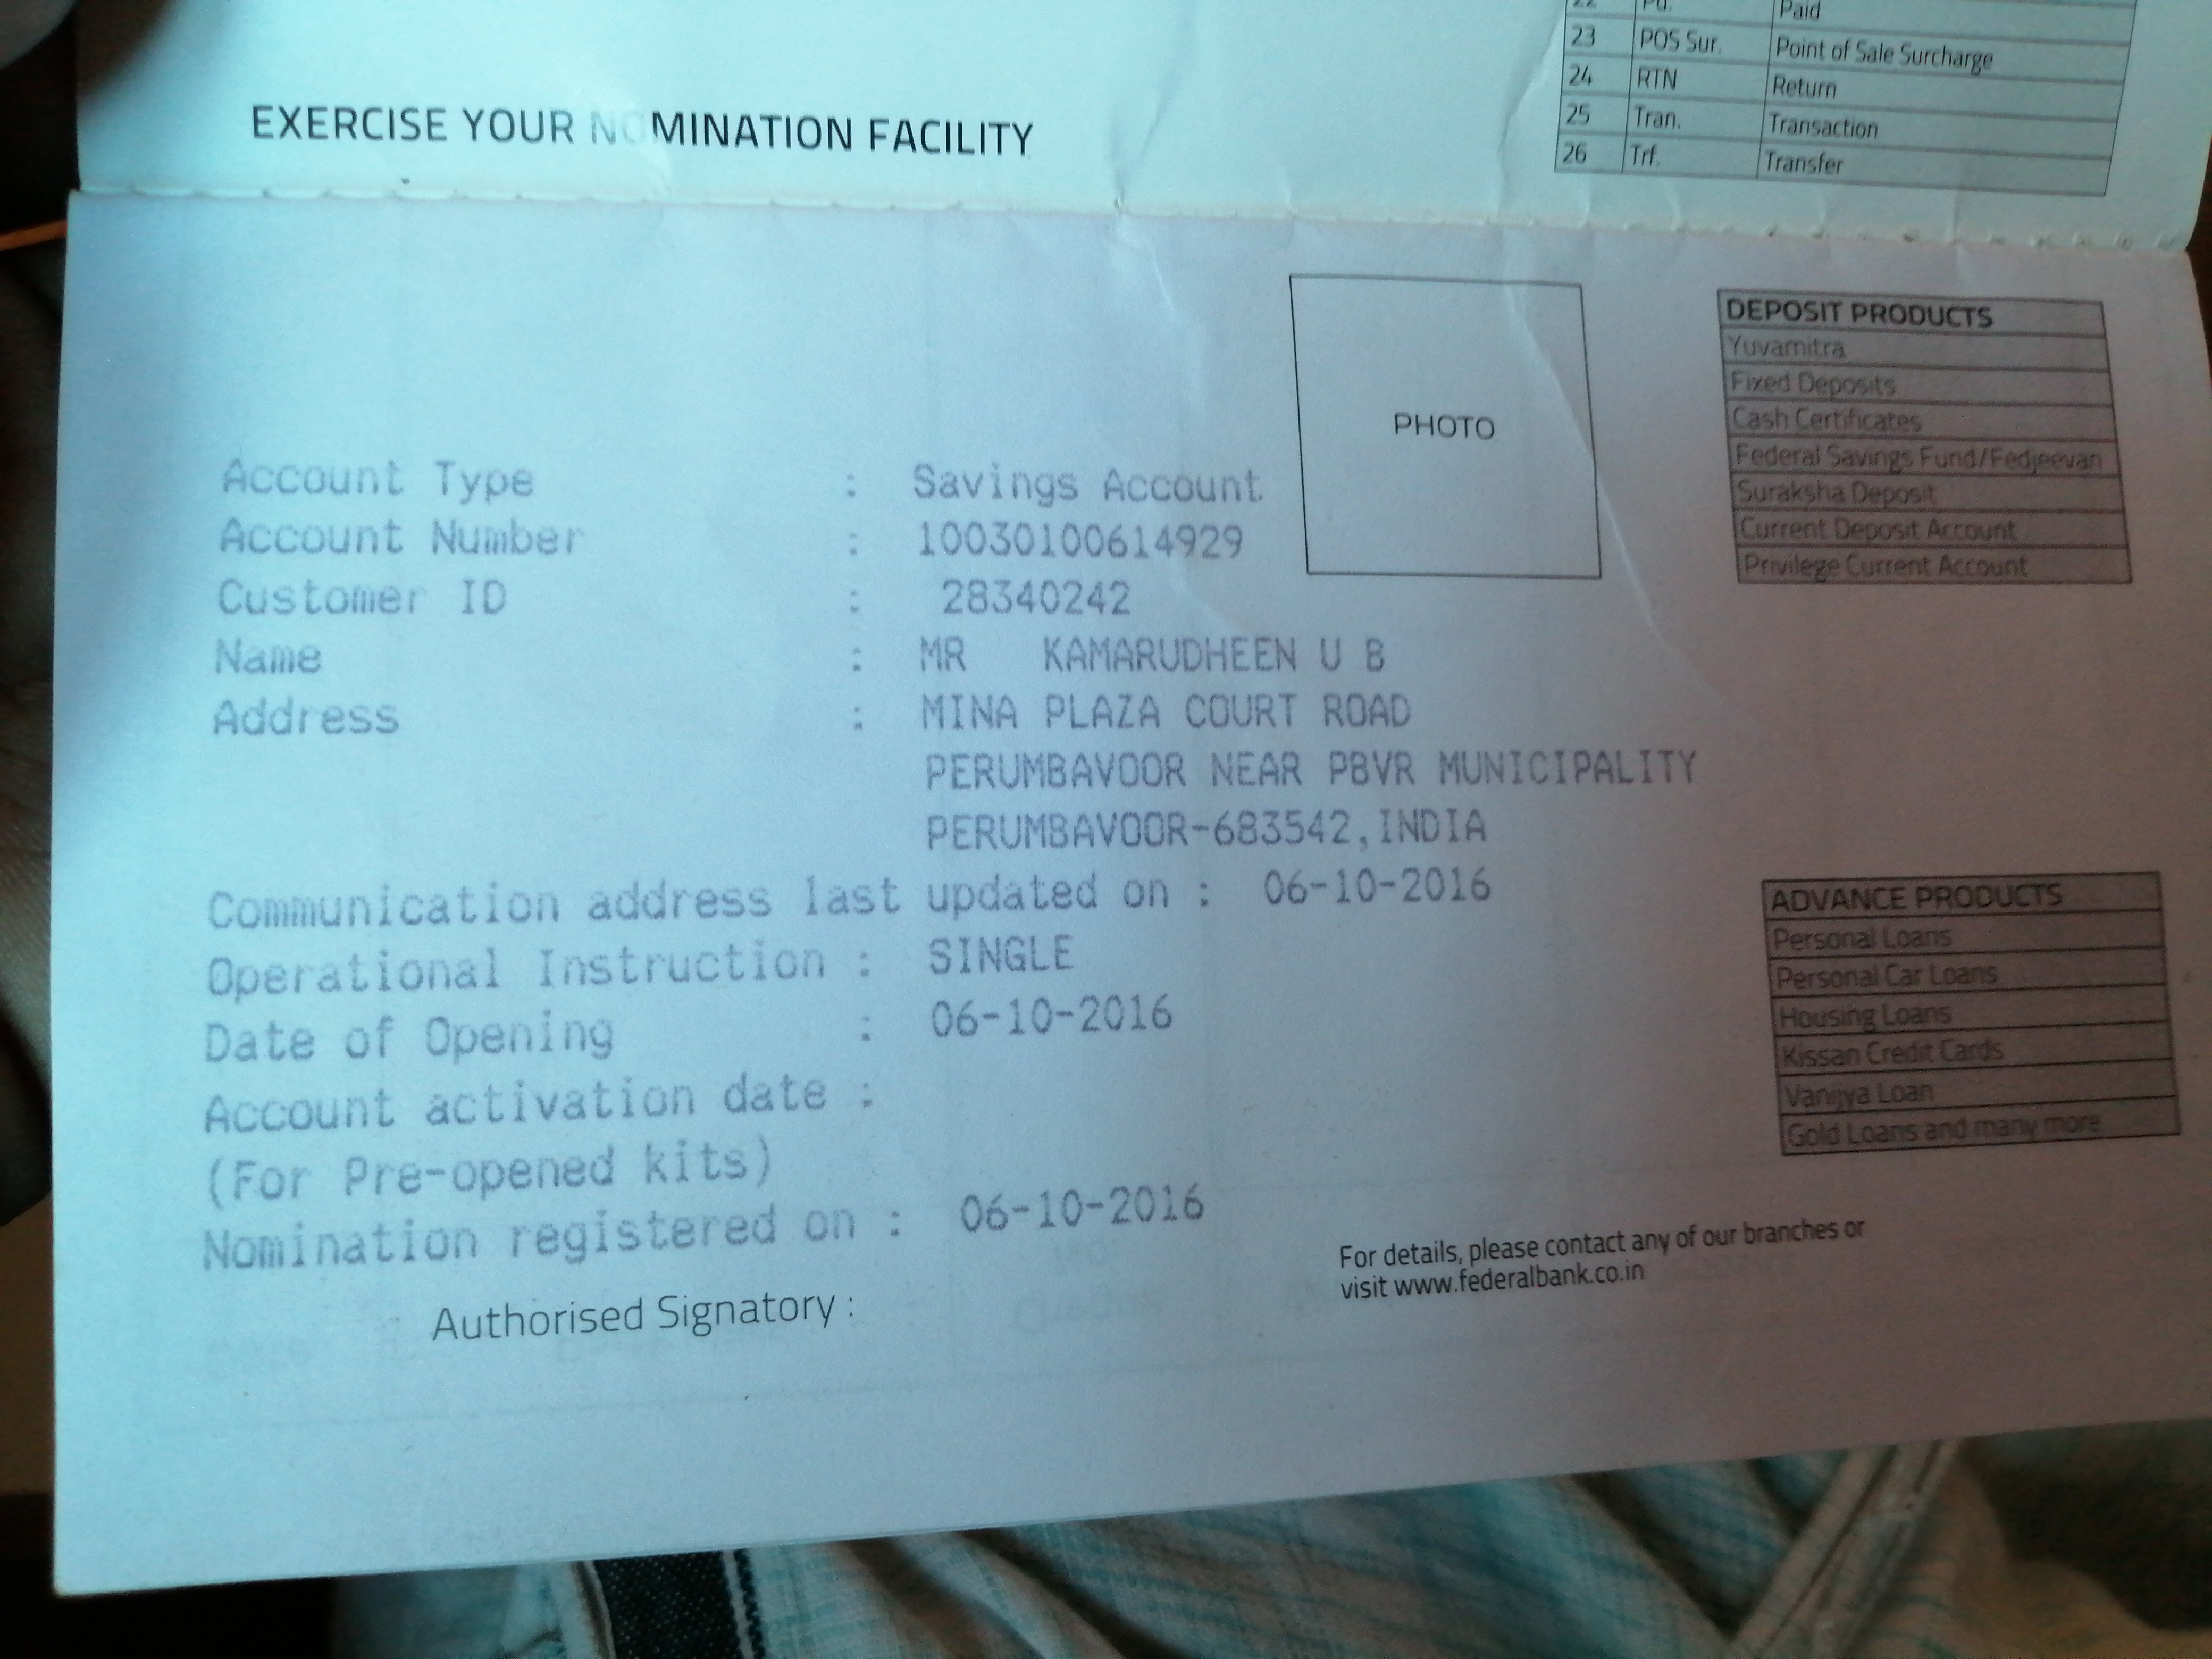 22 Pd. Paid
23 POS Sur. Point of Sale Surcharge
24 RTN Return
25 Tran. Transaction
26 Trf. Transfer
EXERCISE YOUR NOMINATION FACILITY
PHOTO
DEPOSIT PRODUCTS
Yuvamitra
Fixed Deposits
Cash Certificates
Federal Savings Fund/Fedjeevan
Suraksha Deposit
Current Deposit Account
Privilege Current Account
Account Type : Savings Account
Account Number : 10030100614929
Customer ID : 28340242
Name : MR KAMARUDHEEN U B
Address : MINA PLAZA COURT ROAD
PERUMBAVOOR NEAR PBVR MUNICIPALITY
PERUMBAVOOR-683542,INDIA
Communication address last updated on : 06-10-2016
Operational Instruction : SINGLE
Date of Opening : 06-10-2016
Account activation date :
(For Pre-opened kits)
Nomination registered on : 06-10-2016
Authorised Signatory :
ADVANCE PRODUCTS
Personal Loans
Personal Car Loans
Housing Loans
Kissan Credit Cards
Vanijya Loan
Gold Loans and many more
For details, please contact any of our branches or
visit www.federalbank.co.in